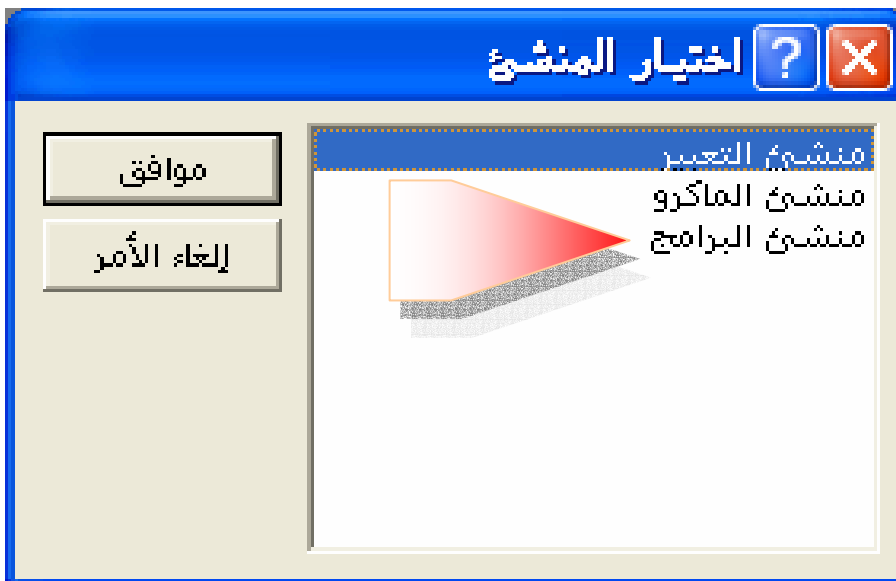 اختيار المنشئ
منشئ التعبير
منشئ الماكرو
منشئ البرامج
موافق
إلغاء الأمر